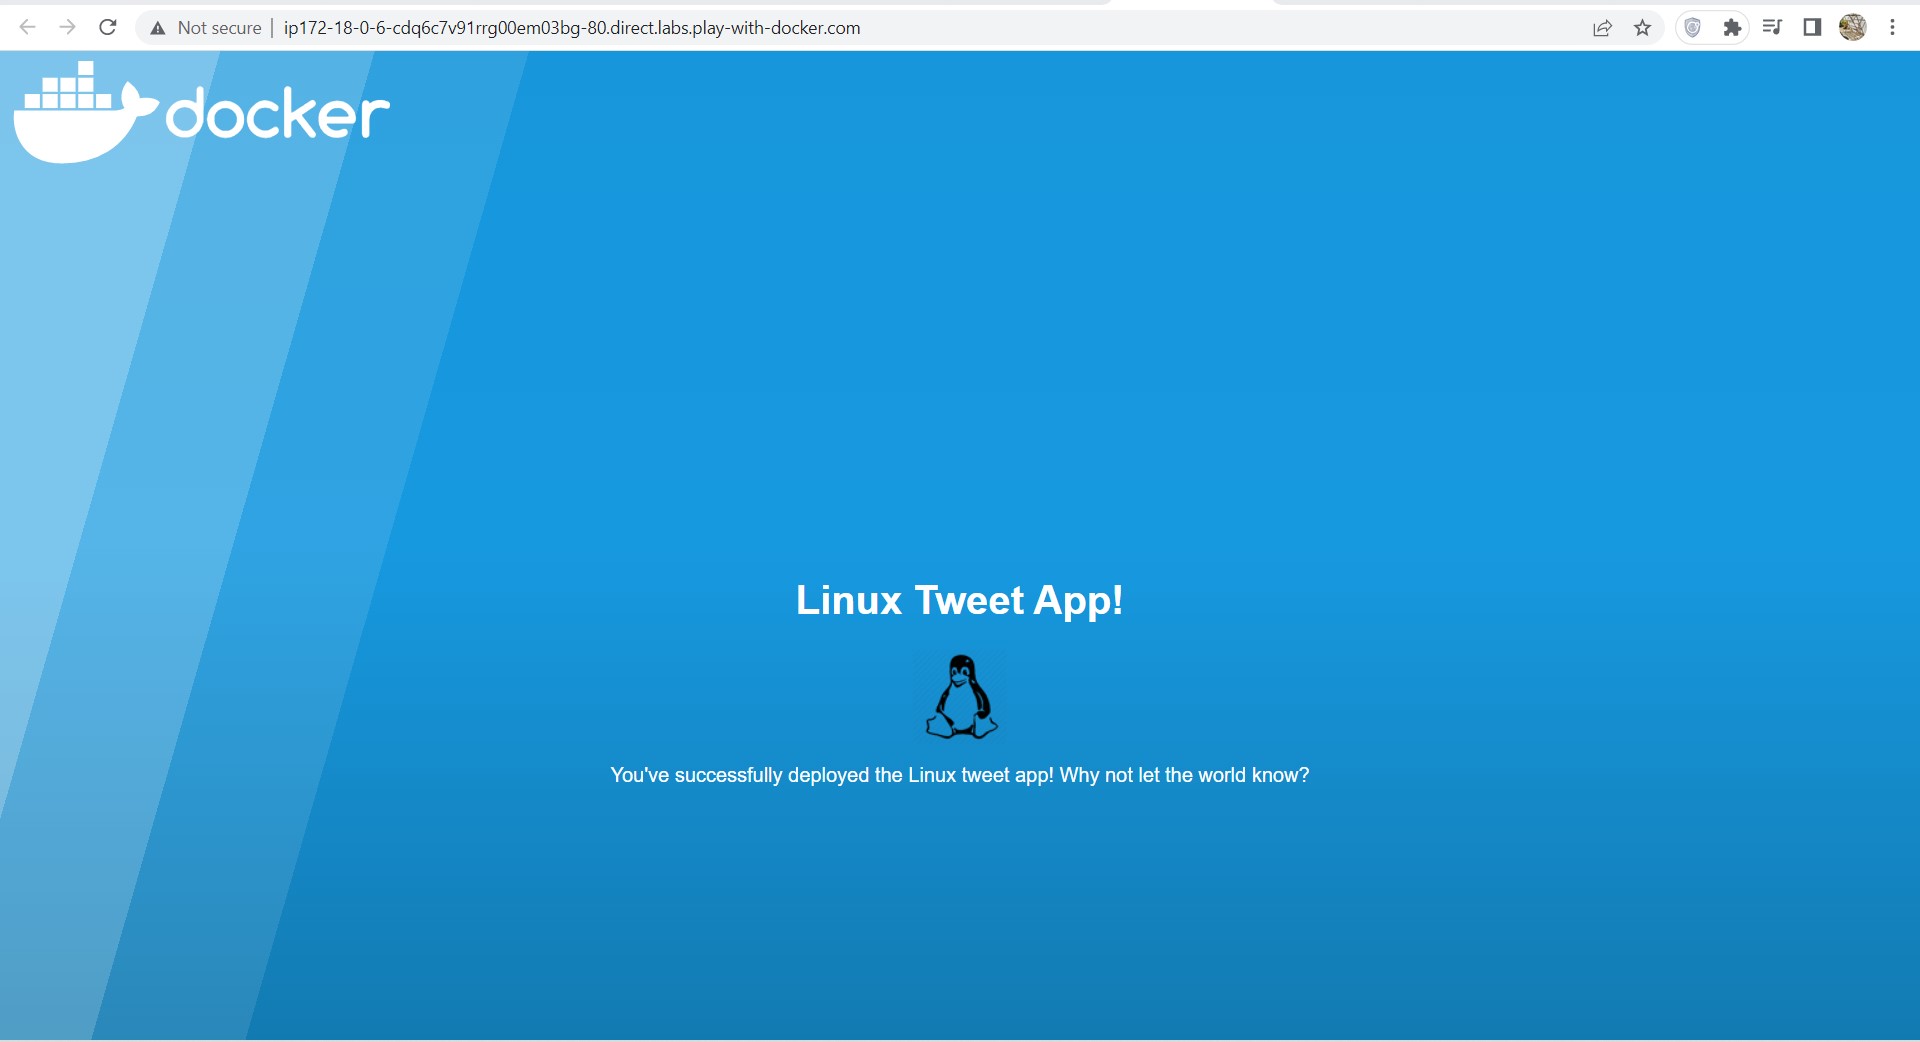 Not secure
ip172-18-0-6-cdq6c7v91rrg00em03bg-80.direct.labs.play-with-docker.com
docker
Linux Tweet App!
You've successfully deployed the Linux tweet app! Why not let the world know?